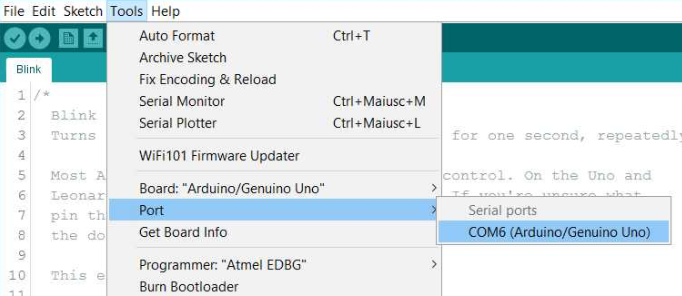 File Edit Sketch Tools Help
Auto Format Ctrl+T
Archive Sketch
Fix Encoding & Reload
Serial Monitor Ctrl+Maiusc+M
Serial Plotter Ctrl+Maiusc+L
WiFi101 Firmware Updater
Board: "Arduino/Genuino Uno"
Port
Get Board Info
Programmer: "Atmel EDBG"
Burn Bootloader
Serial ports
COM6 (Arduino/Genuino Uno)
Blink
1 /*
2 Blink
3 Turns for one second, repeatedly
4
5 Most A control. On the Uno and
6 Leonar If you're unsure what
7 pin th
8 the do
9
10 This e
11